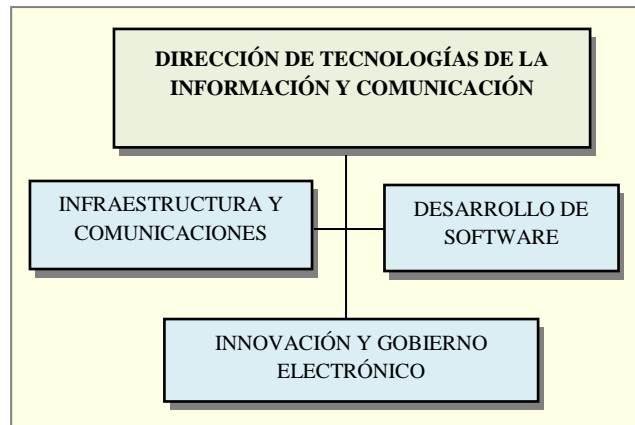 DIRECCIÓN DE TECNOLOGÍAS DE LA
INFORMACIÓN Y COMUNICACIÓN
INFRAESTRUCTURA Y
COMUNICACIONES
DESARROLLO DE
SOFTWARE
INNOVACIÓN Y GOBIERNO
ELECTRÓNICO